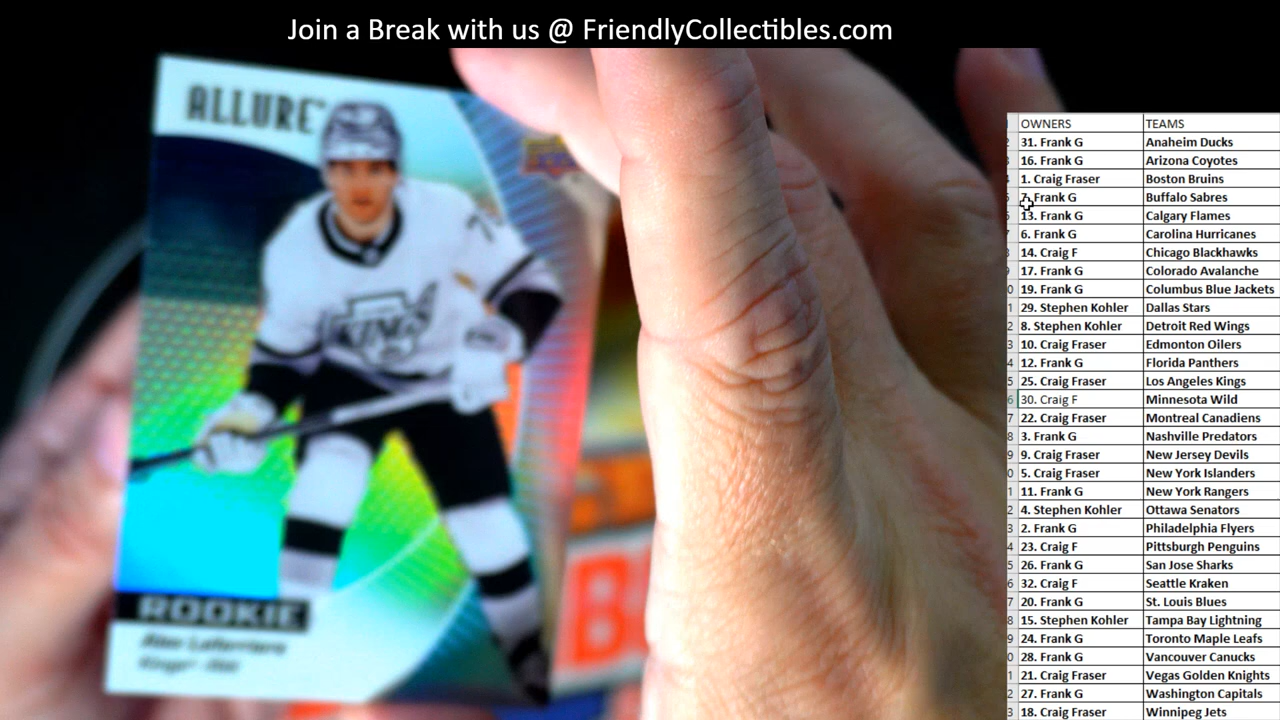 Join a Break with us @ FriendlyCollectibles.com
ALLURE
KINGS
ROOKIE
Alex Laferriere
OWNERS TEAMS
31. Frank G Anaheim Ducks
16. Frank G Arizona Coyotes
1. Craig Fraser Boston Bruins
7. Frank G Buffalo Sabres
13. Frank G Calgary Flames
6. Frank G Carolina Hurricanes
14. Craig F Chicago Blackhawks
17. Frank G Colorado Avalanche
19. Frank G Columbus Blue Jackets
29. Stephen Kohler Dallas Stars
8. Stephen Kohler Detroit Red Wings
10. Craig Fraser Edmonton Oilers
12. Frank G Florida Panthers
25. Craig Fraser Los Angeles Kings
30. Craig F Minnesota Wild
22. Craig Fraser Montreal Canadiens
3. Frank G Nashville Predators
9. Craig Fraser New Jersey Devils
5. Craig Fraser New York Islanders
11. Frank G New York Rangers
4. Stephen Kohler Ottawa Senators
2. Frank G Philadelphia Flyers
23. Craig F Pittsburgh Penguins
26. Frank G San Jose Sharks
32. Craig F Seattle Kraken
20. Frank G St. Louis Blues
15. Stephen Kohler Tampa Bay Lightning
24. Frank G Toronto Maple Leafs
28. Frank G Vancouver Canucks
21. Craig Fraser Vegas Golden Knights
27. Frank G Washington Capitals
18. Craig Fraser Winnipeg Jets